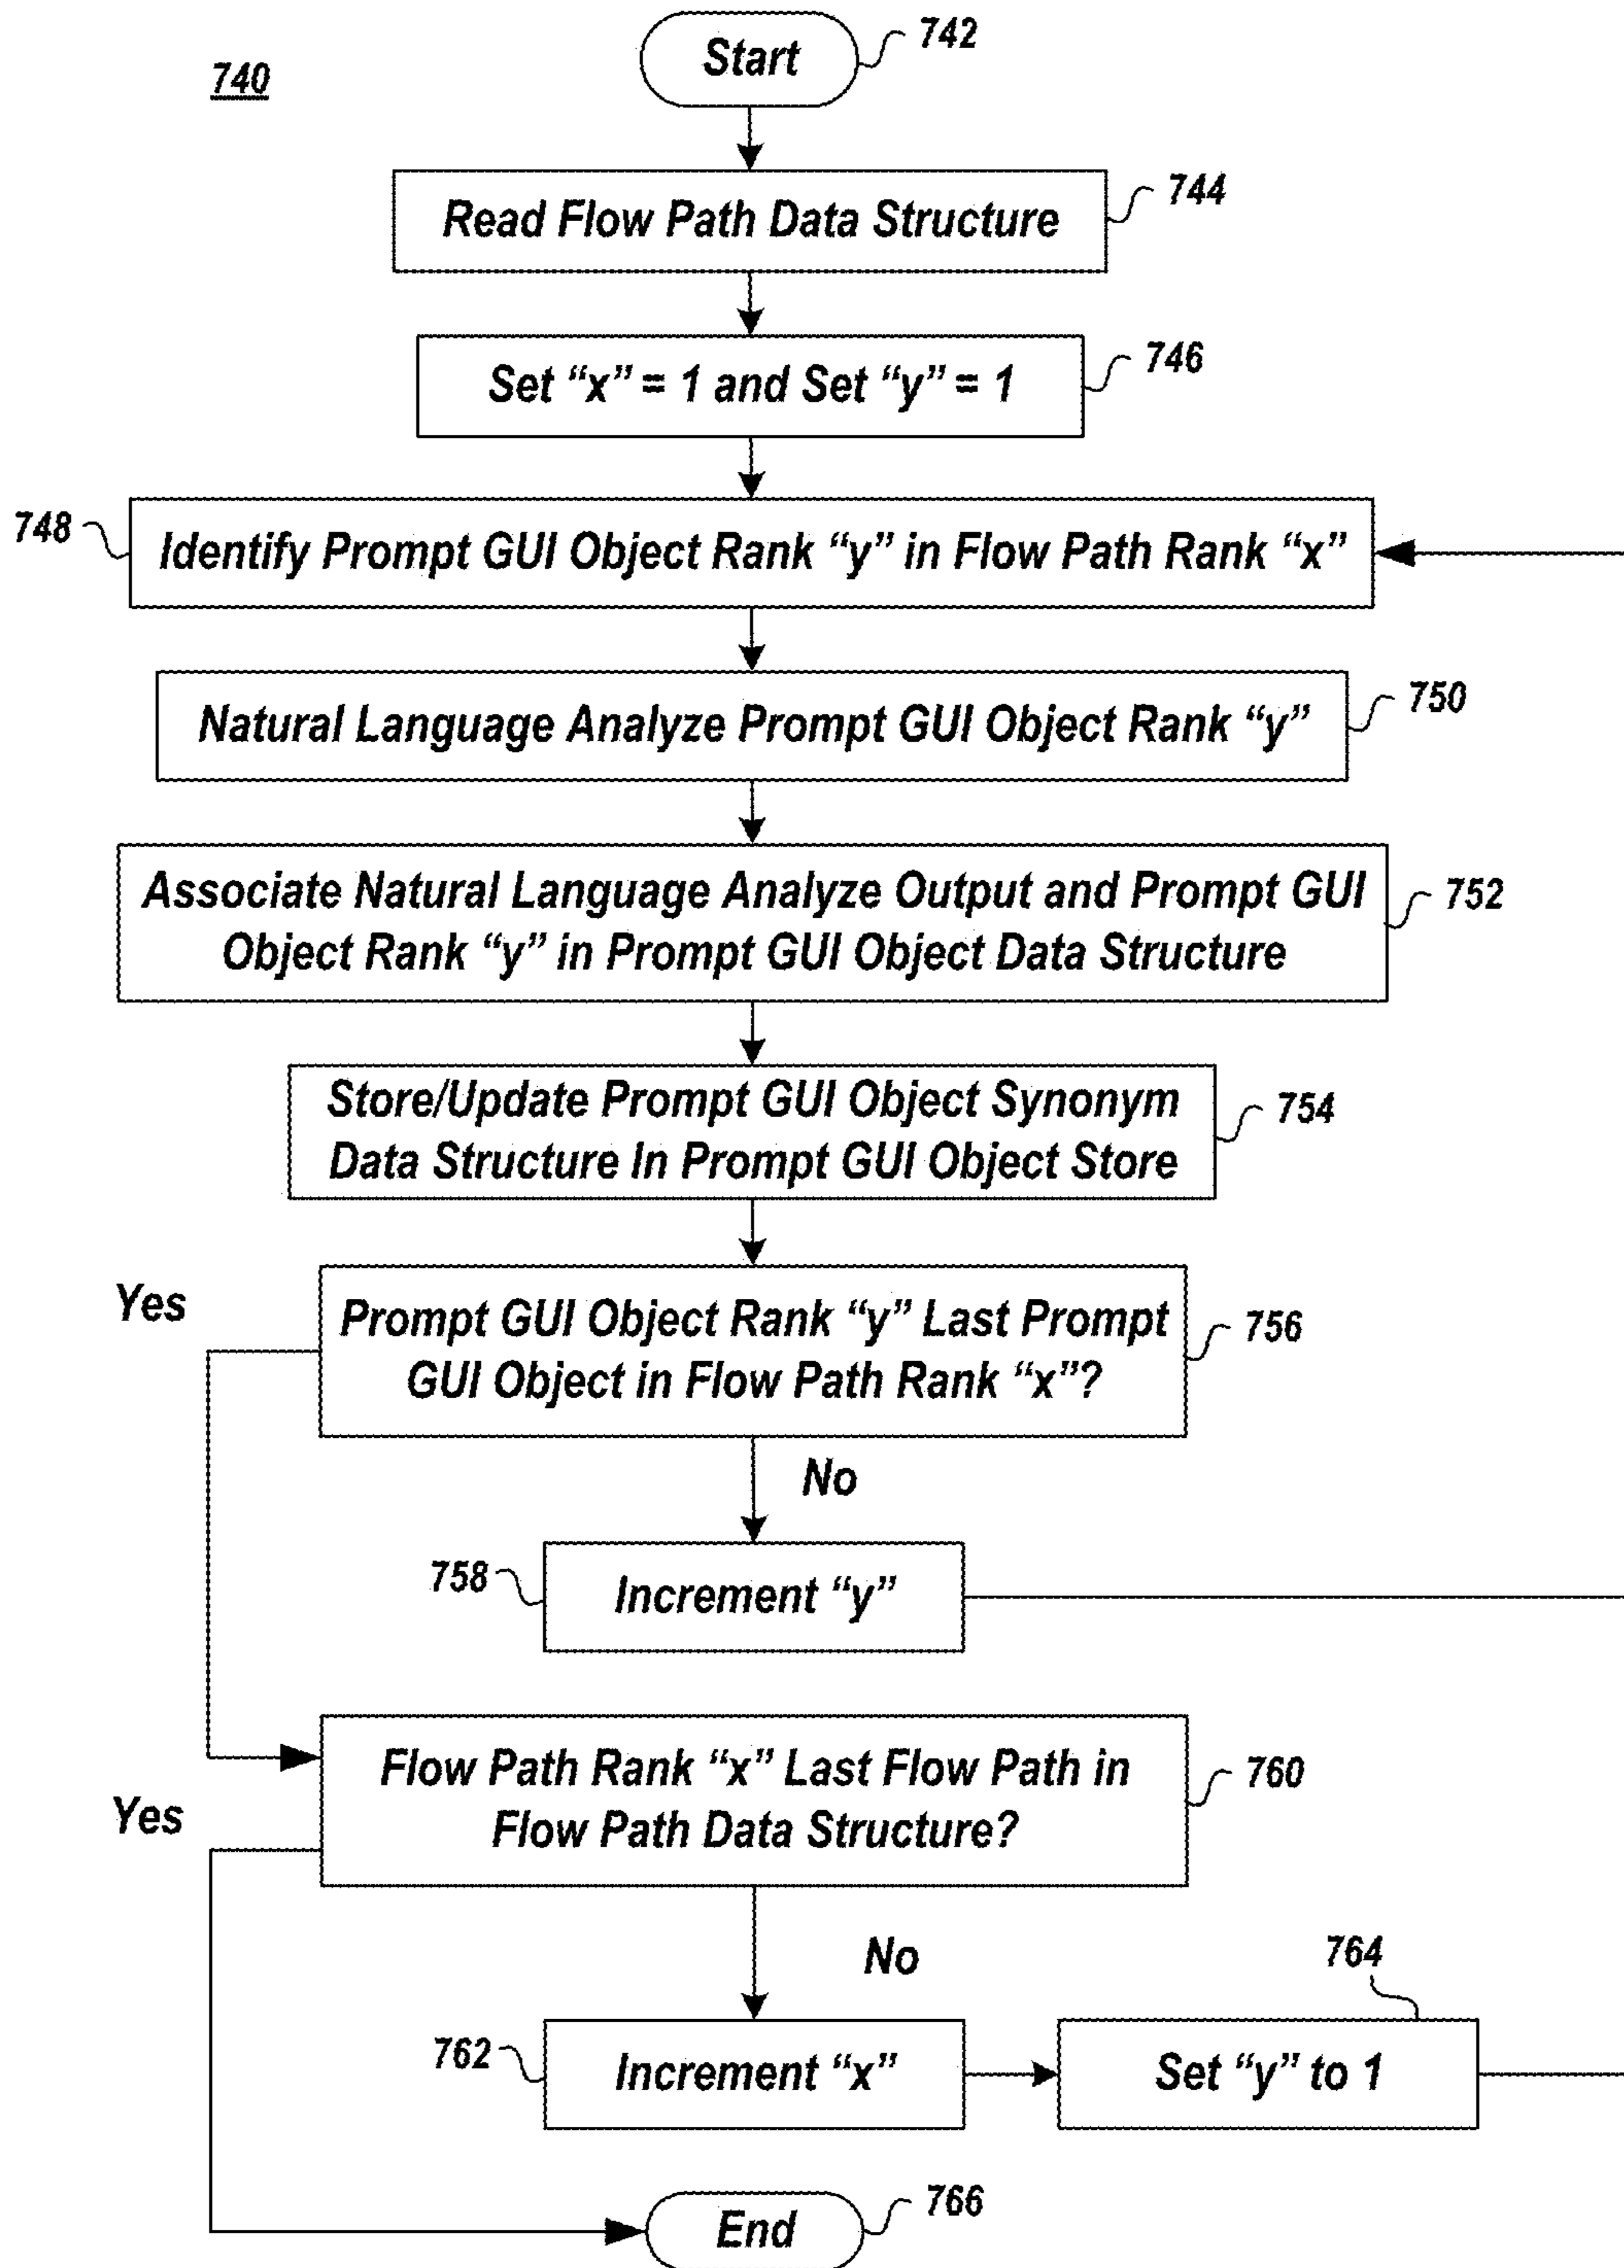 740
Start
742
Read Flow Path Data Structure
744
Set “x” = 1 and Set “y” = 1
746
748
Identify Prompt GUI Object Rank “y” in Flow Path Rank “x”
Natural Language Analyze Prompt GUI Object Rank “y”
750
Associate Natural Language Analyze Output and Prompt GUI
Object Rank “y” in Prompt GUI Object Data Structure
752
Store/Update Prompt GUI Object Synonym
Data Structure In Prompt GUI Object Store
754
Yes
Prompt GUI Object Rank “y” Last Prompt
GUI Object in Flow Path Rank “x”?
756
No
758
Increment “y”
Flow Path Rank “x” Last Flow Path in
Flow Path Data Structure?
760
Yes
No
764
762
Increment “x”
Set “y” to 1
End
766